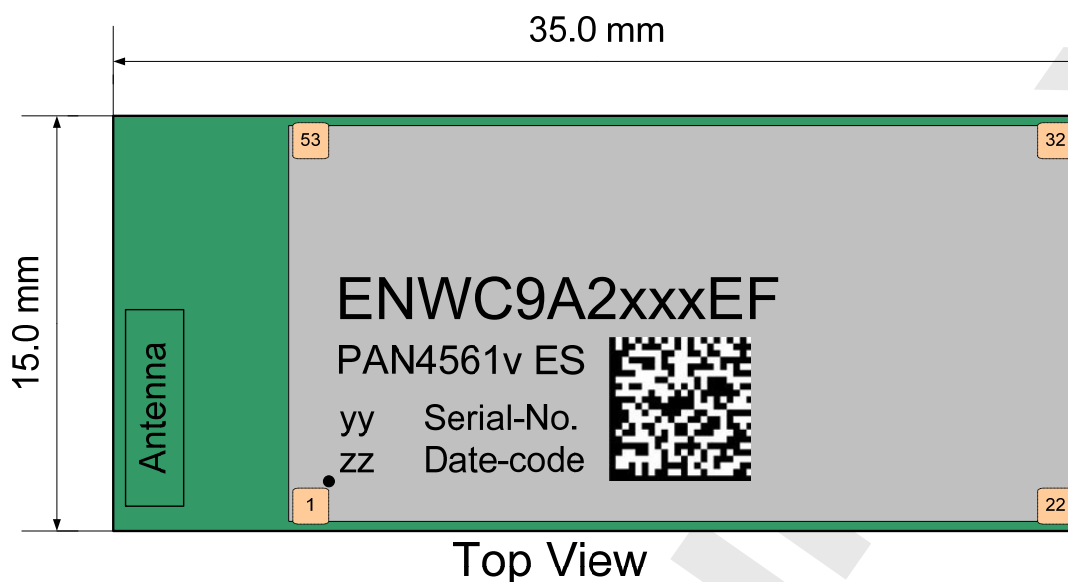 35.0 mm
53
32
15.0 mm
ENWC9A2xxxEF
PAN4561v ES
yy Serial-No.
zz Date-code
Antenna
1
22
Top View